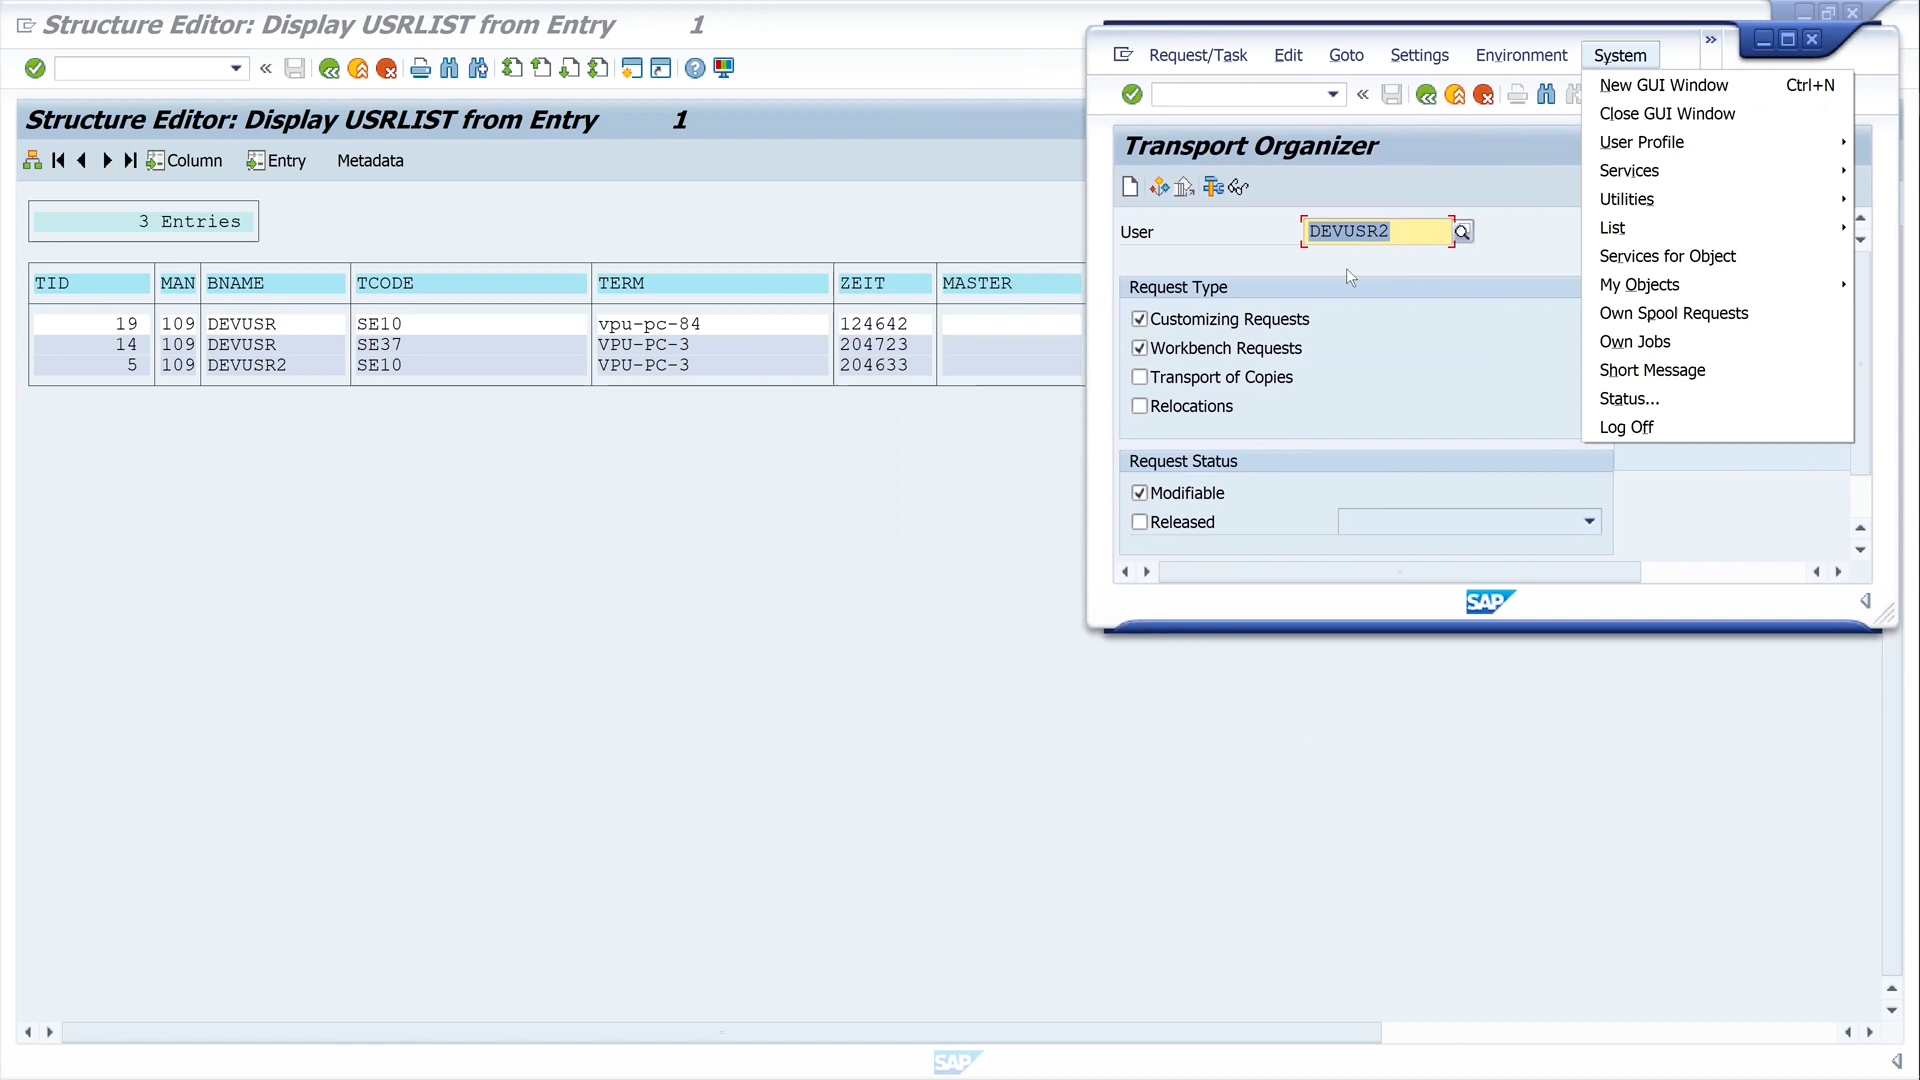 Structure Editor: Display USRLIST from Entry 1
Structure Editor: Display USRLIST from Entry 1
Column Entry Metadata
3 Entries
TID MAN BNAME TCODE TERM ZEIT MASTER
19 109 DEVUSR SE10 vpu-pc-84 124642
14 109 DEVUSR SE37 VPU-PC-3 204723
5 109 DEVUSR2 SE10 VPU-PC-3 204633
SAP
Request/Task Edit Goto Settings Environment System
Transport Organizer
User DEVUSR2
Request Type
Customizing Requests
Workbench Requests
Transport of Copies
Relocations
Request Status
Modifiable
Released
SAP
New GUI Window Ctrl+N
Close GUI Window
User Profile
Services
Utilities
List
Services for Object
My Objects
Own Spool Requests
Own Jobs
Short Message
Status...
Log Off